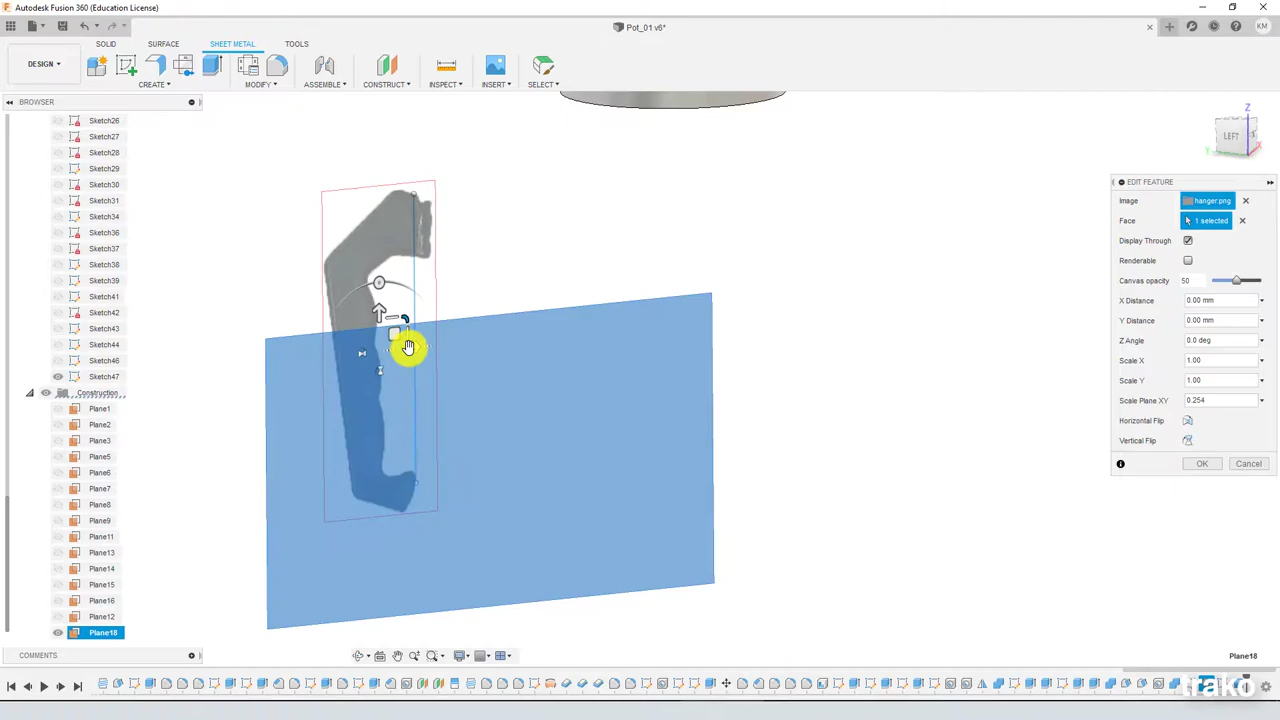 Autodesk Fusion 360 (Education License)
Pot_01 v6*
KM
SOLID SURFACE SHEET METAL TOOLS
DESIGN
CREATE MODIFY ASSEMBLE CONSTRUCT INSPECT INSERT SELECT
BROWSER
Sketch26
Sketch27
Sketch28
Sketch29
Sketch30
Sketch31
Sketch34
Sketch36
Sketch37
Sketch38
Sketch39
Sketch41
Sketch42
Sketch43
Sketch44
Sketch46
Sketch47
Construction
Plane1
Plane2
Plane3
Plane5
Plane6
Plane7
Plane8
Plane9
Plane11
Plane13
Plane14
Plane15
Plane16
Plane12
Plane18
COMMENTS
Z
LEFT
Y
X
EDIT FEATURE
Image hanger.png
Face 1 selected
Display Through
Renderable
Canvas opacity 50
X Distance 0.00 mm
Y Distance 0.00 mm
Z Angle 0.0 deg
Scale X 1.00
Scale Y 1.00
Scale Plane XY 0.254
Horizontal Flip
Vertical Flip
OK Cancel
Plane18
trako